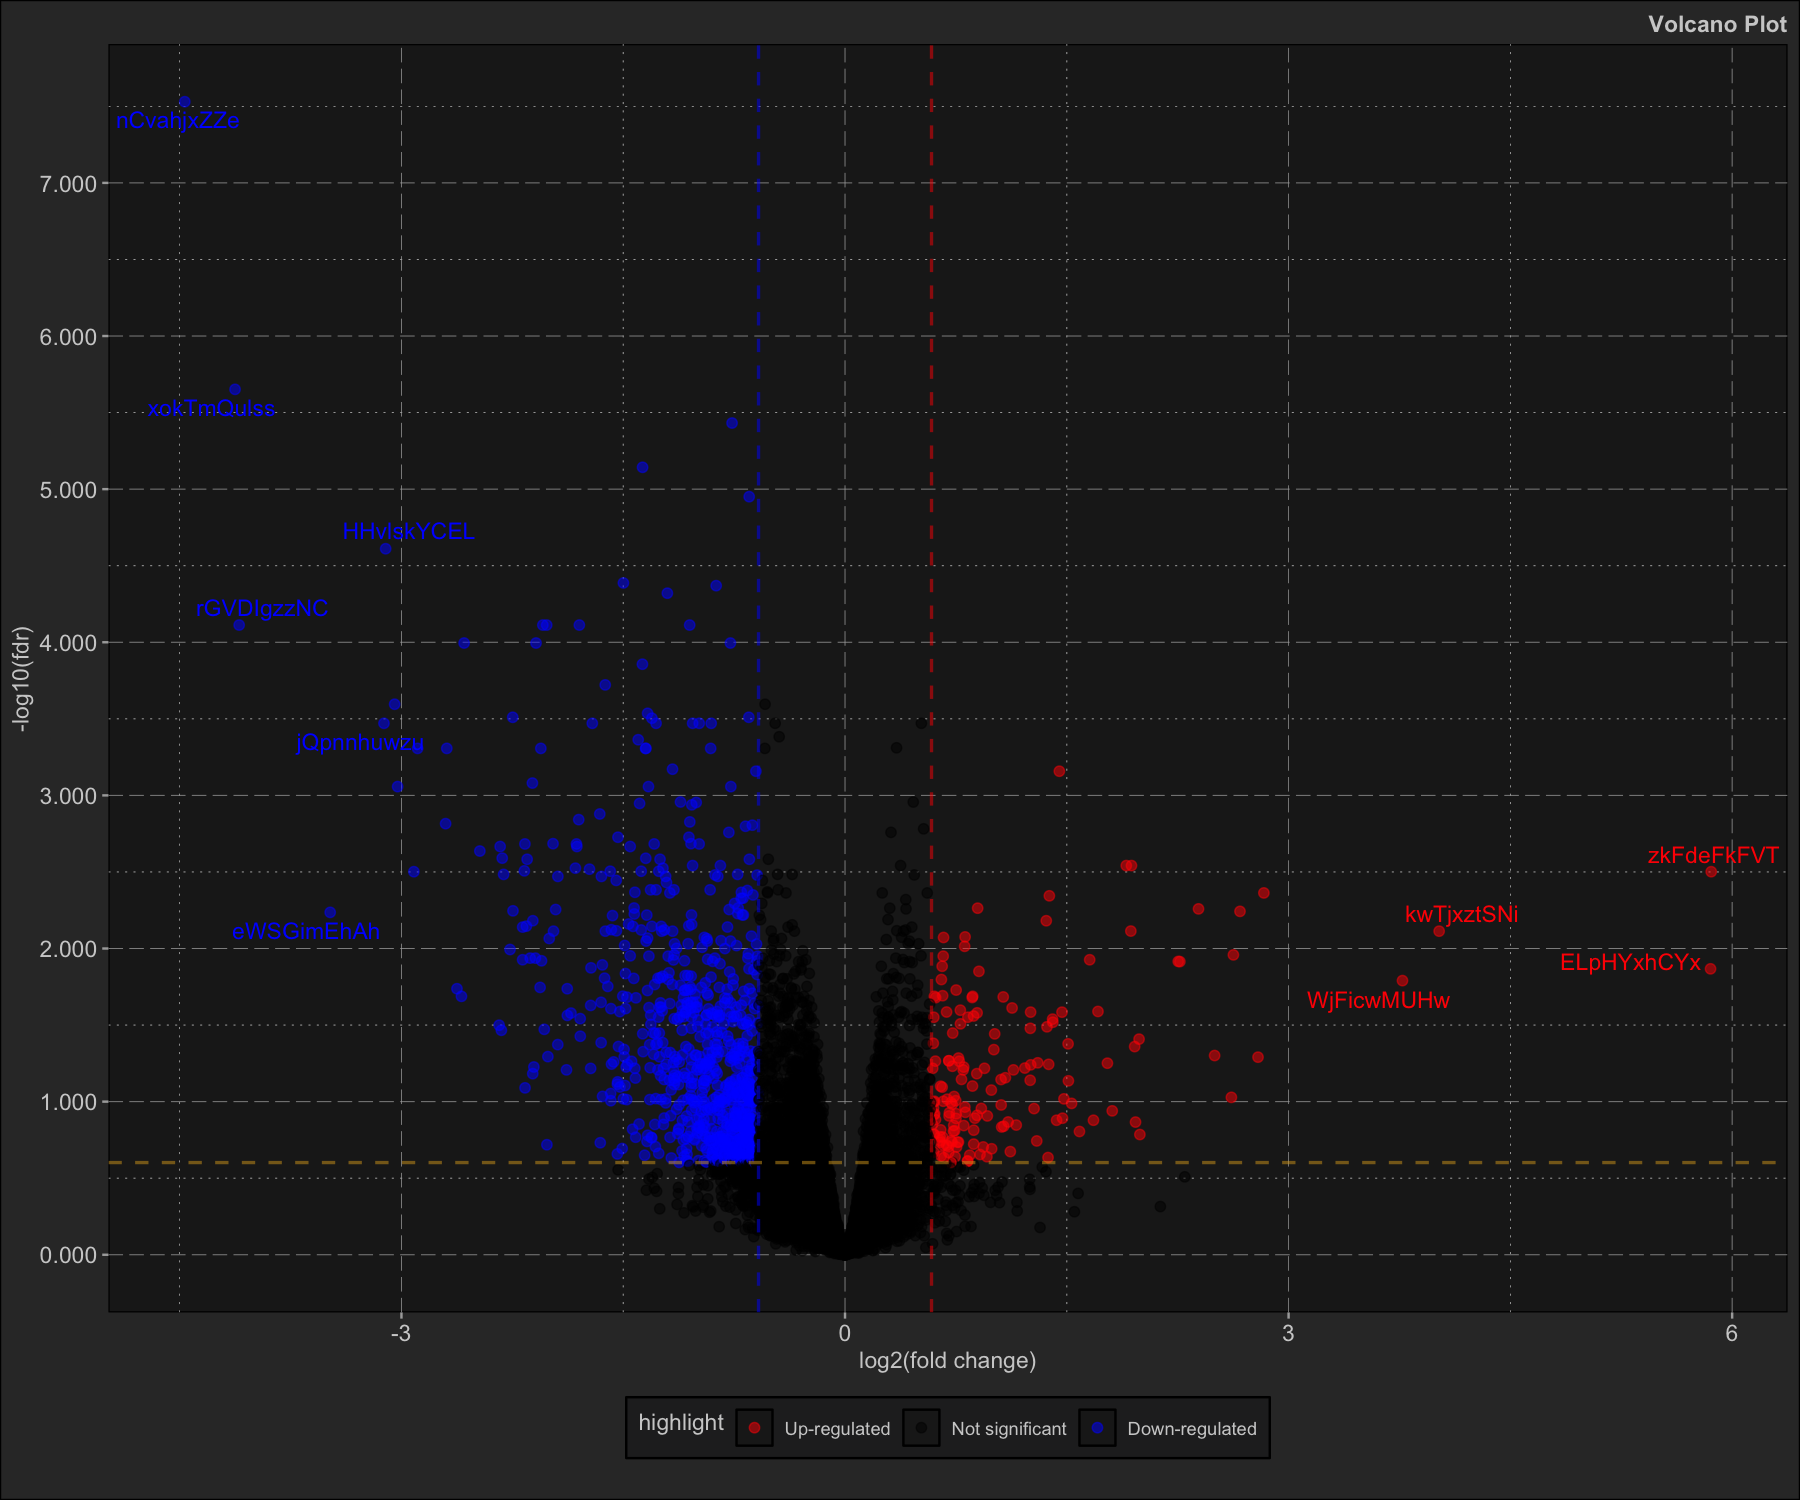 Volcano Plot
nCvahjxZZe
7.000
6.000
xokTmQulss
5.000
HHvlskYCEL
rGVDlgzzNC
4.000
-log10(fdr)
jQpnnhuwzu
3.000
zkFdeFkFVT
kwTjxztSNi
eWSGimEhAh
2.000
ELpHYxhCYx
WjFicwMUHw
1.000
0.000
-3 0 3 6
log2(fold change)
highlight Up-regulated Not significant Down-regulated